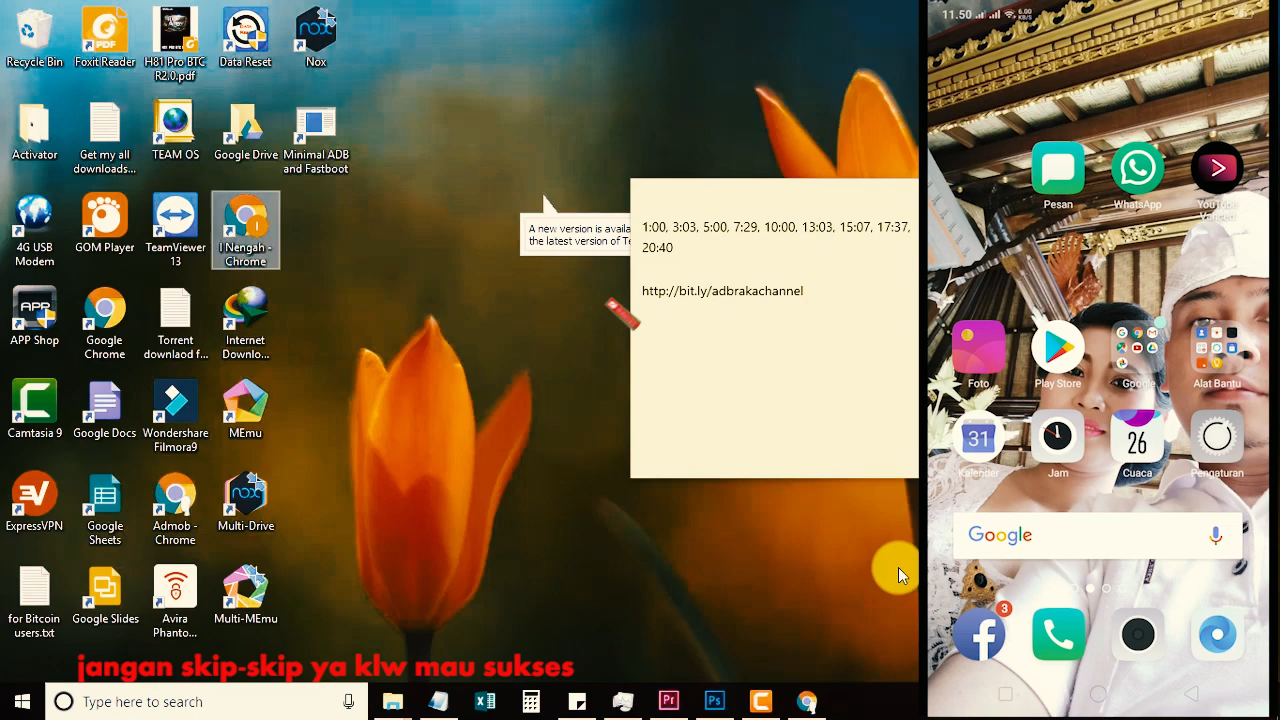 Recycle Bin
Foxit Reader
H81 Pro BTC
R2.0.pdf
Data Reset
Nox
Activator
Get my all
downloads...
TEAM OS
Google Drive
Minimal ADB
and Fastboot
4G USB
Modem
GOM Player
TeamViewer
13
I Nengah -
Chrome
APP Shop
Google
Chrome
Torrent
downlaod f...
Internet
Downlo...
Camtasia 9
Google Docs
Wondershare
Filmora9
MEmu
ExpressVPN
Google
Sheets
Admob -
Chrome
Multi-Drive
for Bitcoin
users.txt
Google Slides
Avira
Phanto...
Multi-MEmu
A new version is availa
the latest version of Te
1:00, 3:03, 5:00, 7:29, 10:00, 13:03, 15:07, 17:37,
20:40
http://bit.ly/adbrakachannel
jangan skip-skip ya klw mau sukses
Type here to search
11.50
6.00
KB/S
Pesan
WhatsApp
YouTube
Vanced
Foto
Play Store
Google
Alat Bantu
31
26
Kalender
Jam
Cuaca
Pengaturan
Google
3